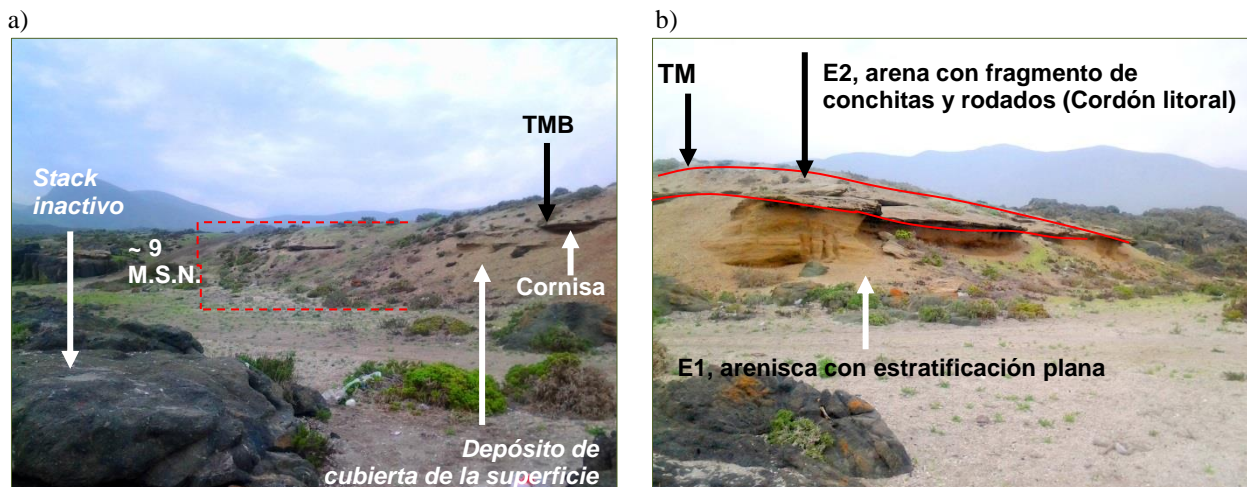 a)
TMB
Stack
inactivo
~ 9
M.S.N.
Cornisa
Depósito de
cubierta de la superficie
b)
TM
E2, arena con fragmento de
conchitas y rodados (Cordón litoral)
E1, arenisca con estratificación plana